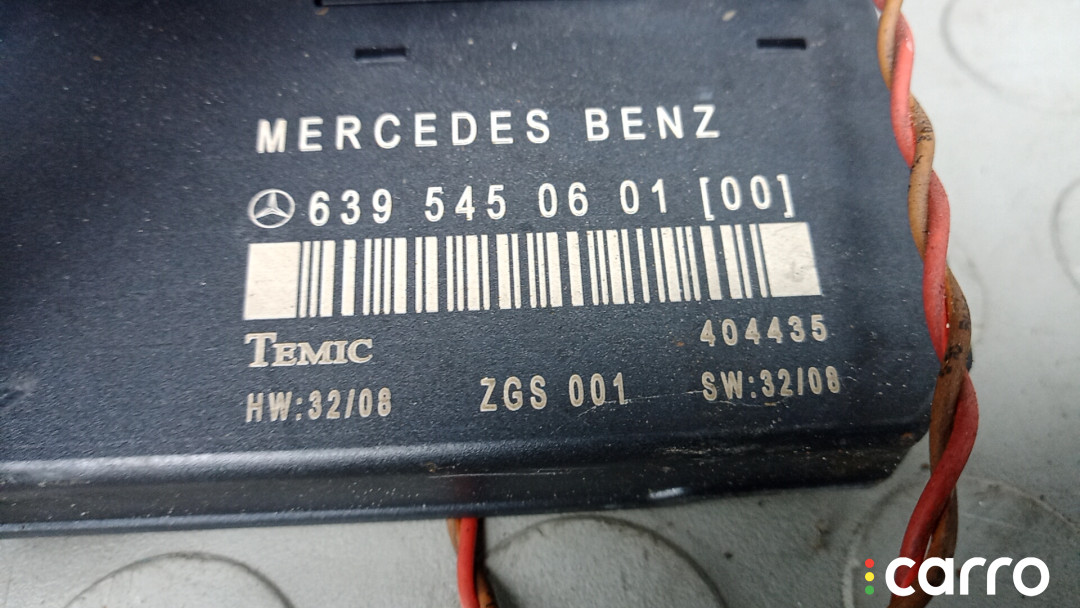 MERCEDES BENZ
639 545 06 01 [00]
TEMIC
404435
HW:32/08 ZGS 001 SW:32/08
carro